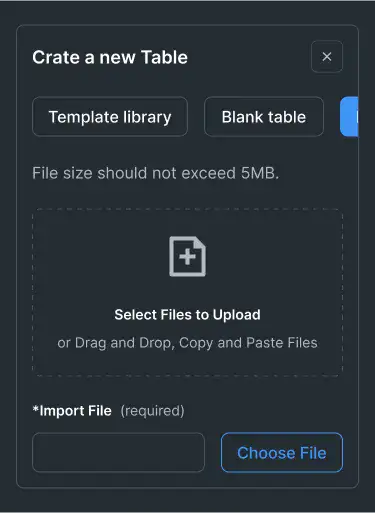 Crate a new Table
Template library
Blank table
File size should not exceed 5MB.
Select Files to Upload
or Drag and Drop, Copy and Paste Files
*Import File (required)
Choose File